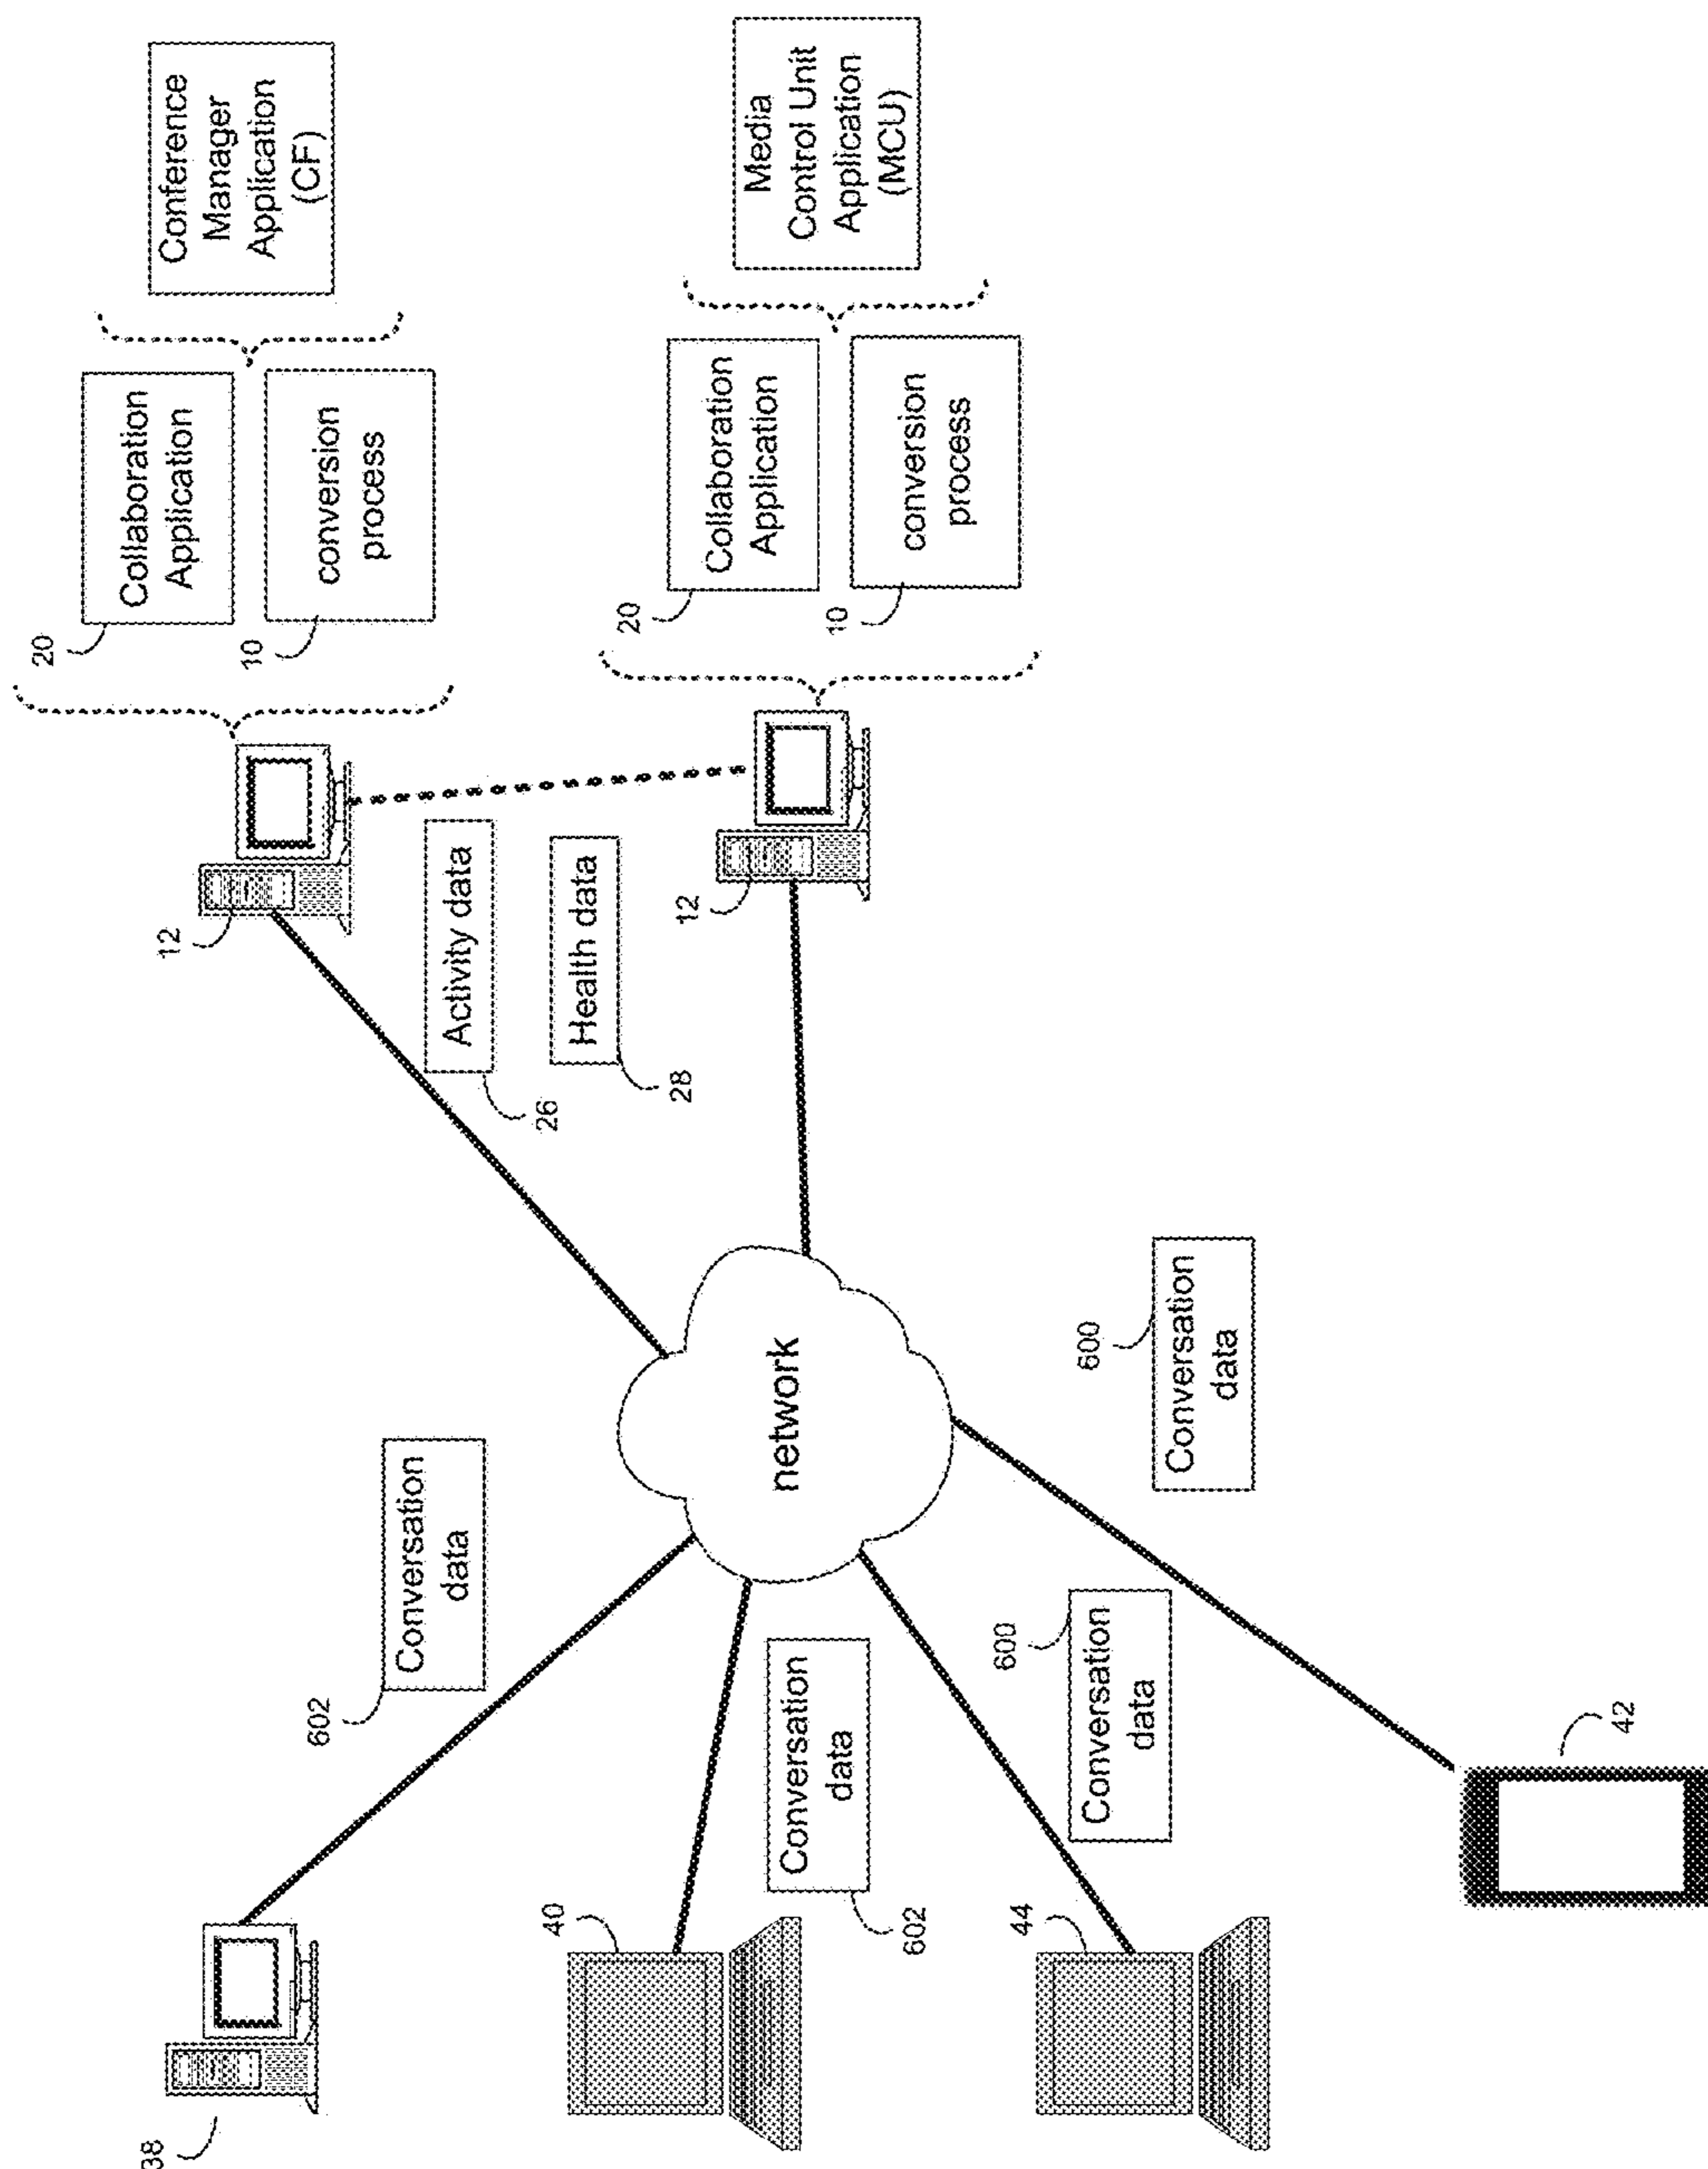 38
40
44
42
602
Conversation
data
602
Conversation
data
600
Conversation
data
600
Conversation
data
network
12
26
Activity data
28
Health data
12
20
Collaboration
Application
10
conversion
process
Conference
Manager
Application
(CF)
20
Collaboration
Application
10
conversion
process
Media
Control Unit
Application
(MCU)